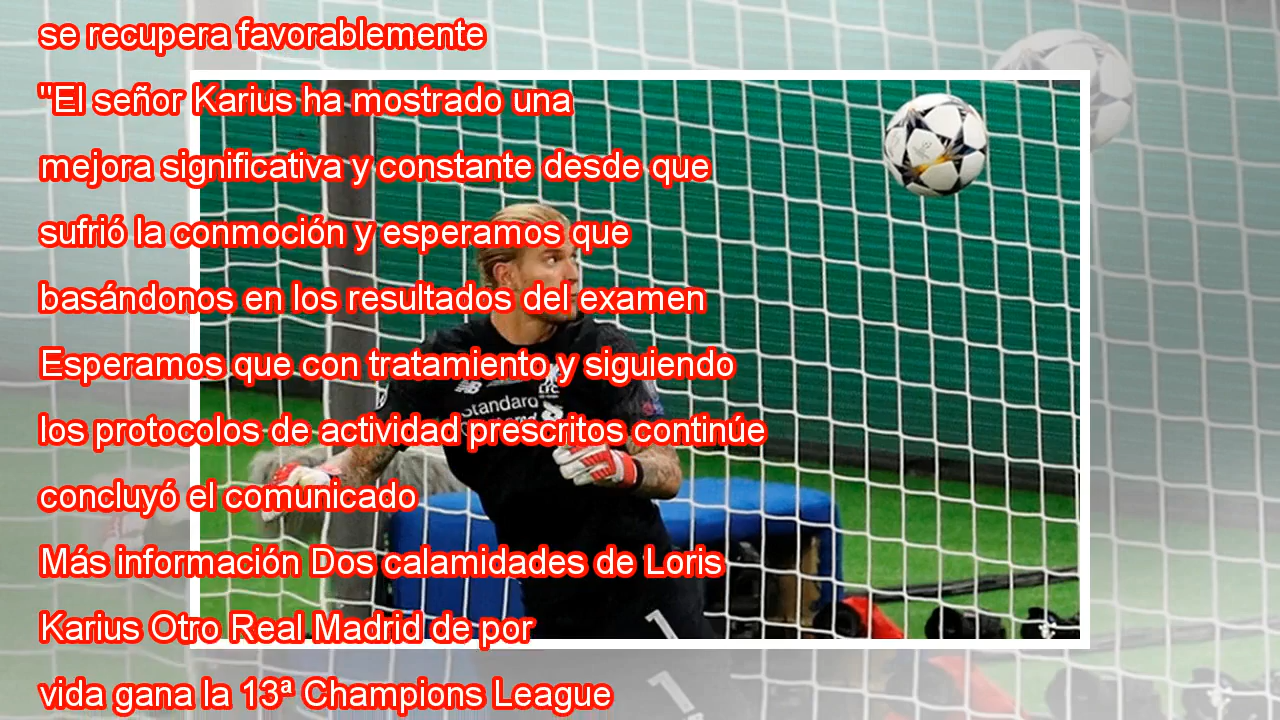 se recupera favorablemente
"El señor Karius ha mostrado una
mejora significativa y constante desde que
sufrió la conmoción y esperamos que
basándonos en los resultados del examen
Esperamos que con tratamiento y siguiendo
los protocolos de actividad prescritos continúe
concluyó el comunicado
Más información Dos calamidades de Loris
Karius Otro Real Madrid de por
vida gana la 13ª Champions League
Standard
1
1